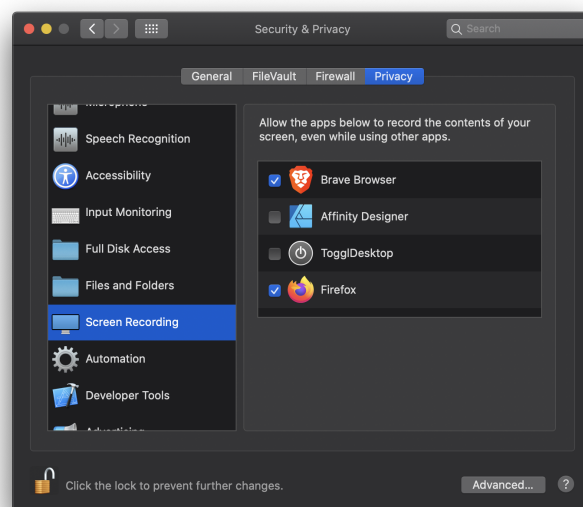 Security & Privacy
Search
General
FileVault
Firewall
Privacy
Microphone
Speech Recognition
Accessibility
Input Monitoring
Full Disk Access
Files and Folders
Screen Recording
Automation
Developer Tools
Advertising
Allow the apps below to record the contents of your
screen, even while using other apps.
Brave Browser
Affinity Designer
TogglDesktop
Firefox
Click the lock to prevent further changes.
Advanced...
?